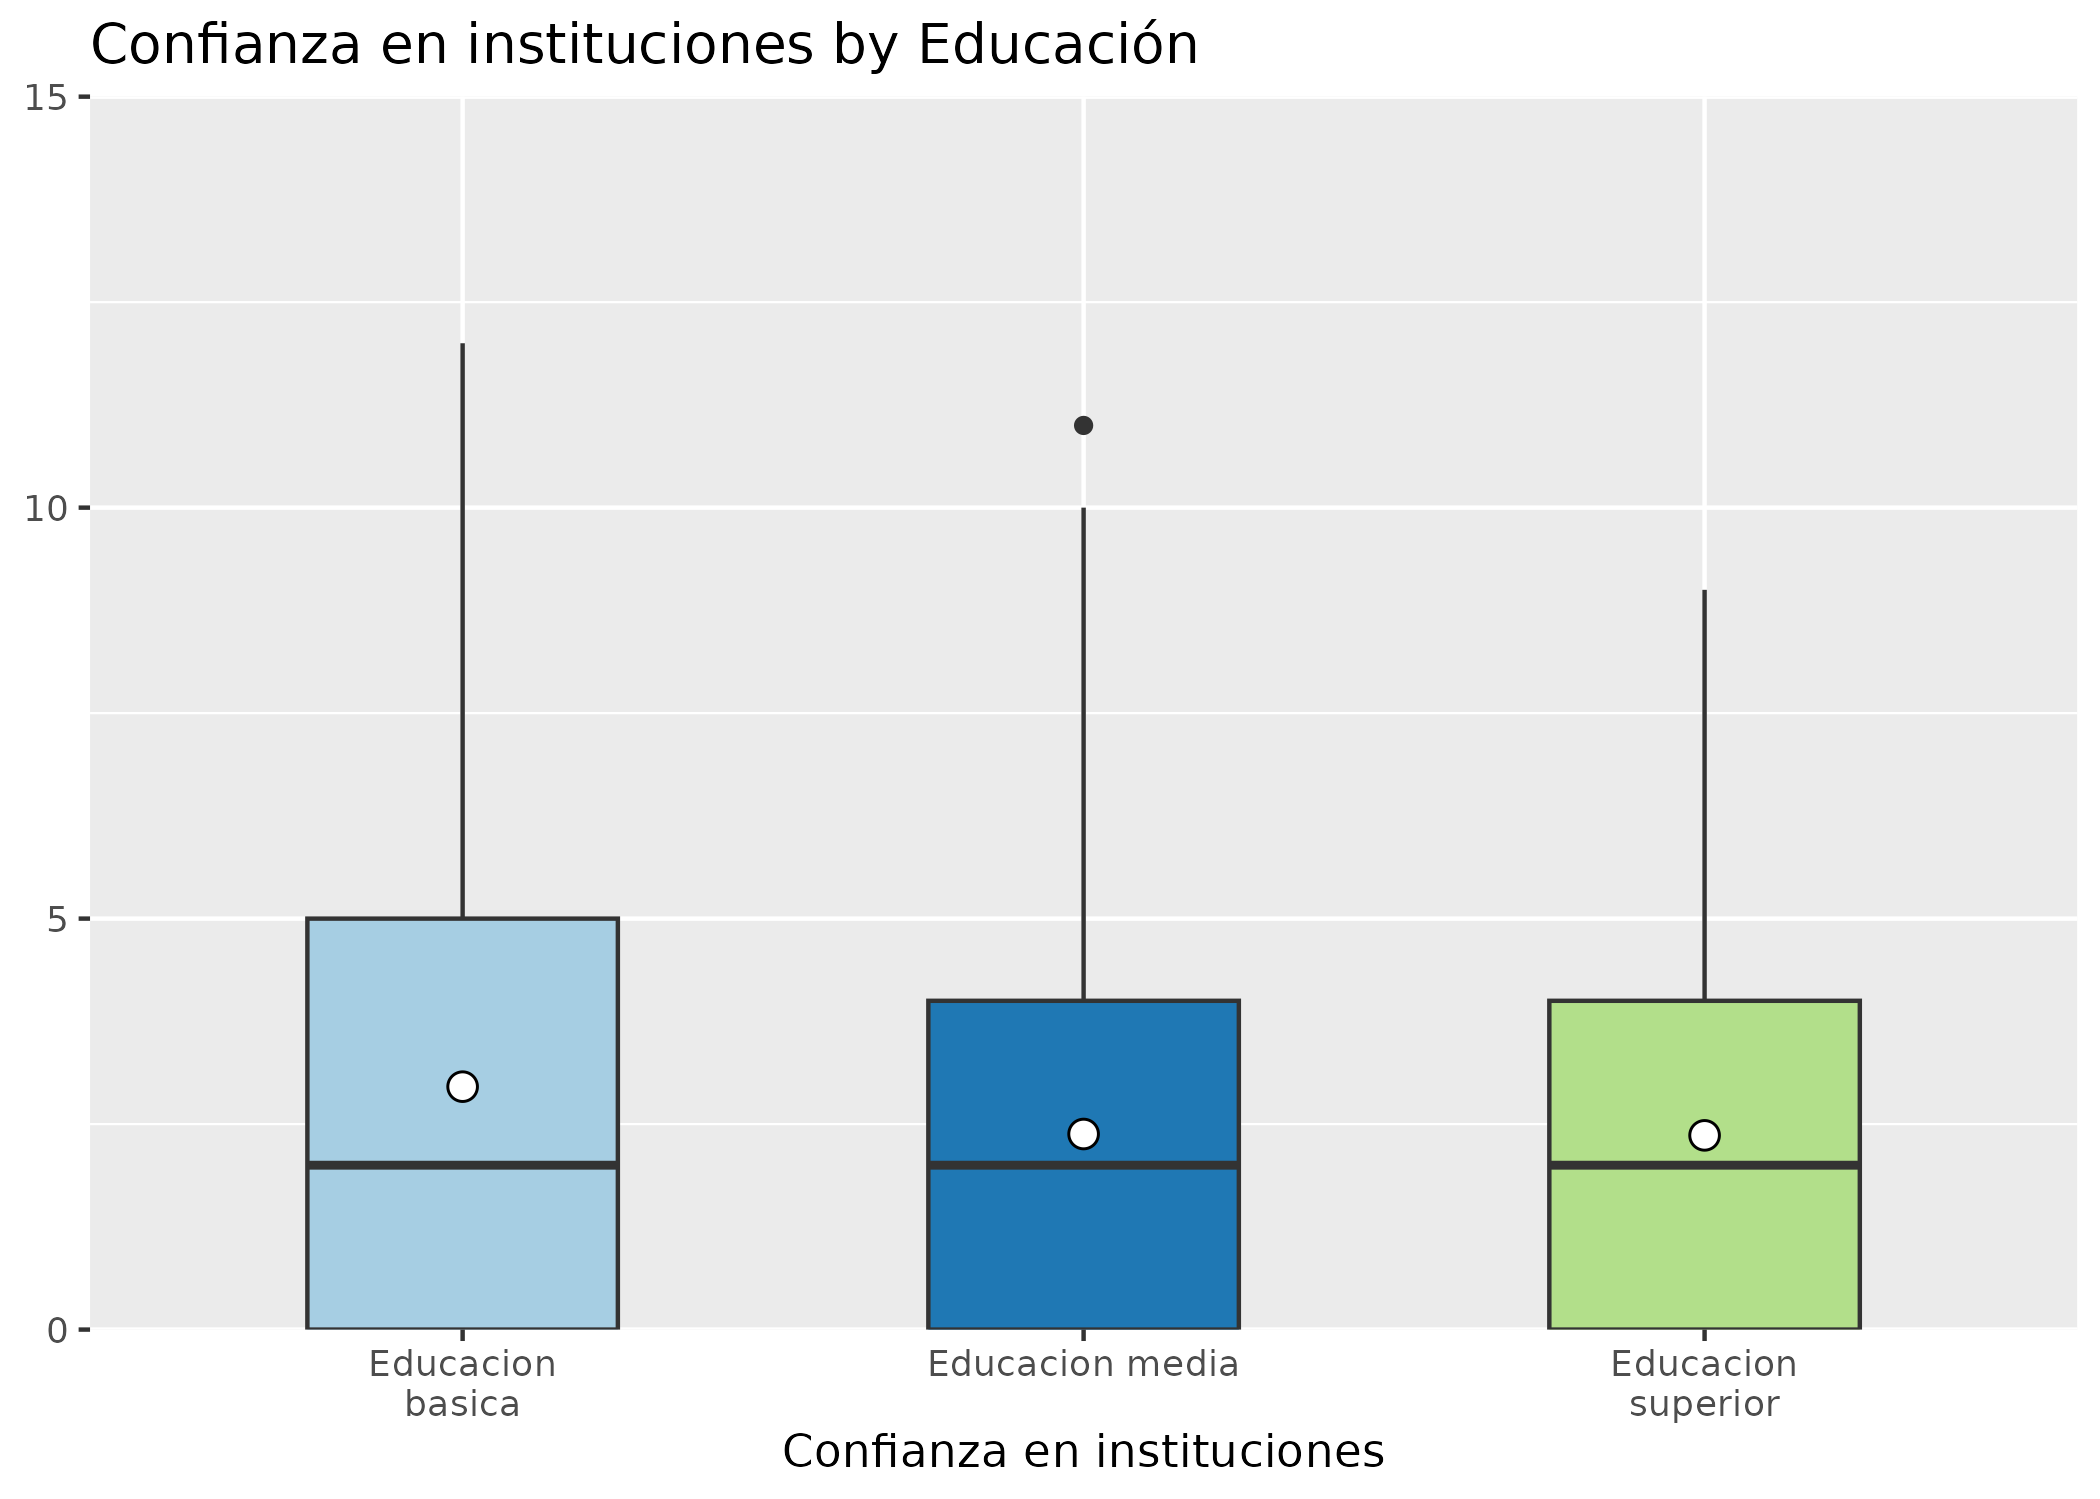 Confianza en instituciones by Educación
15
10
5
0
Educacion
basica
Educacion media
Educacion
superior
Confianza en instituciones